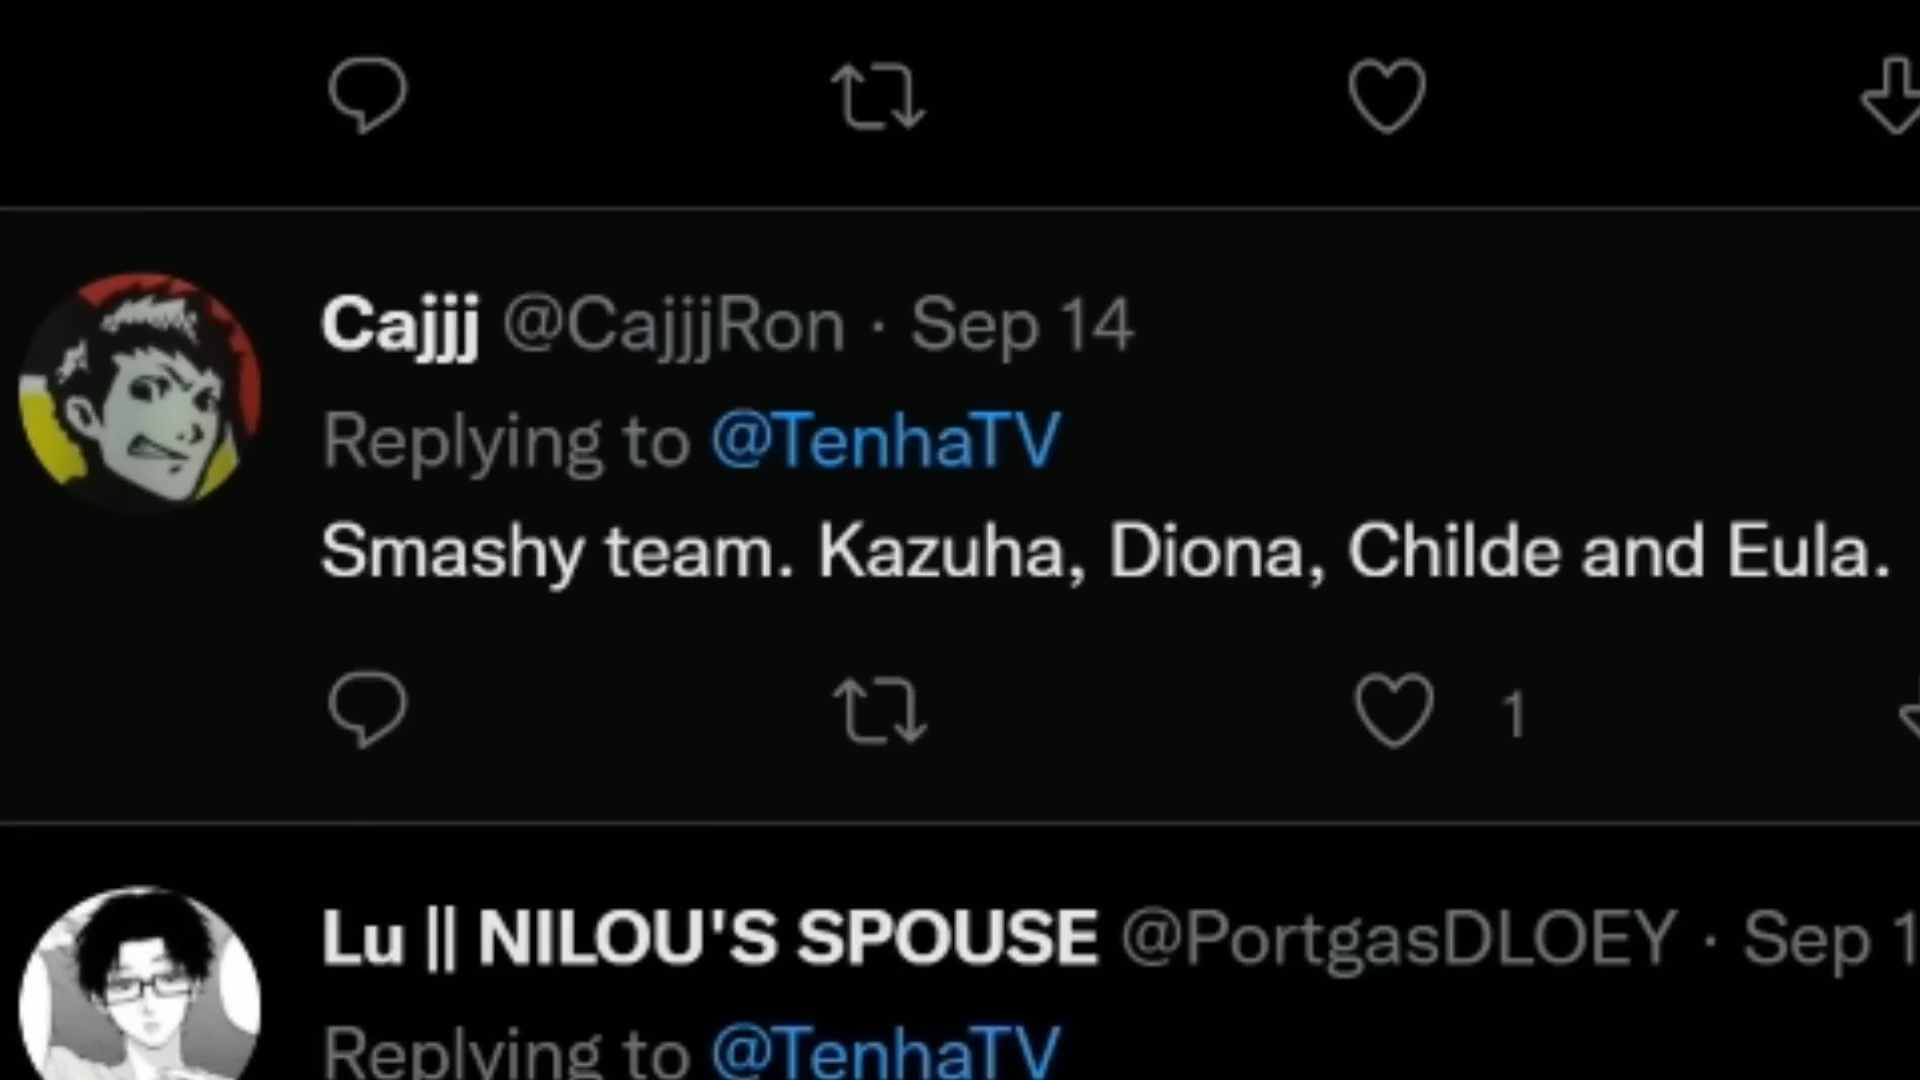 Cajjj @CajjjRon · Sep 14
Replying to @TenhaTV
Smashy team. Kazuha, Diona, Childe and Eula.
1
Lu || NILOU'S SPOUSE @PortgasDLOEY · Sep 1
Replying to @TenhaTV